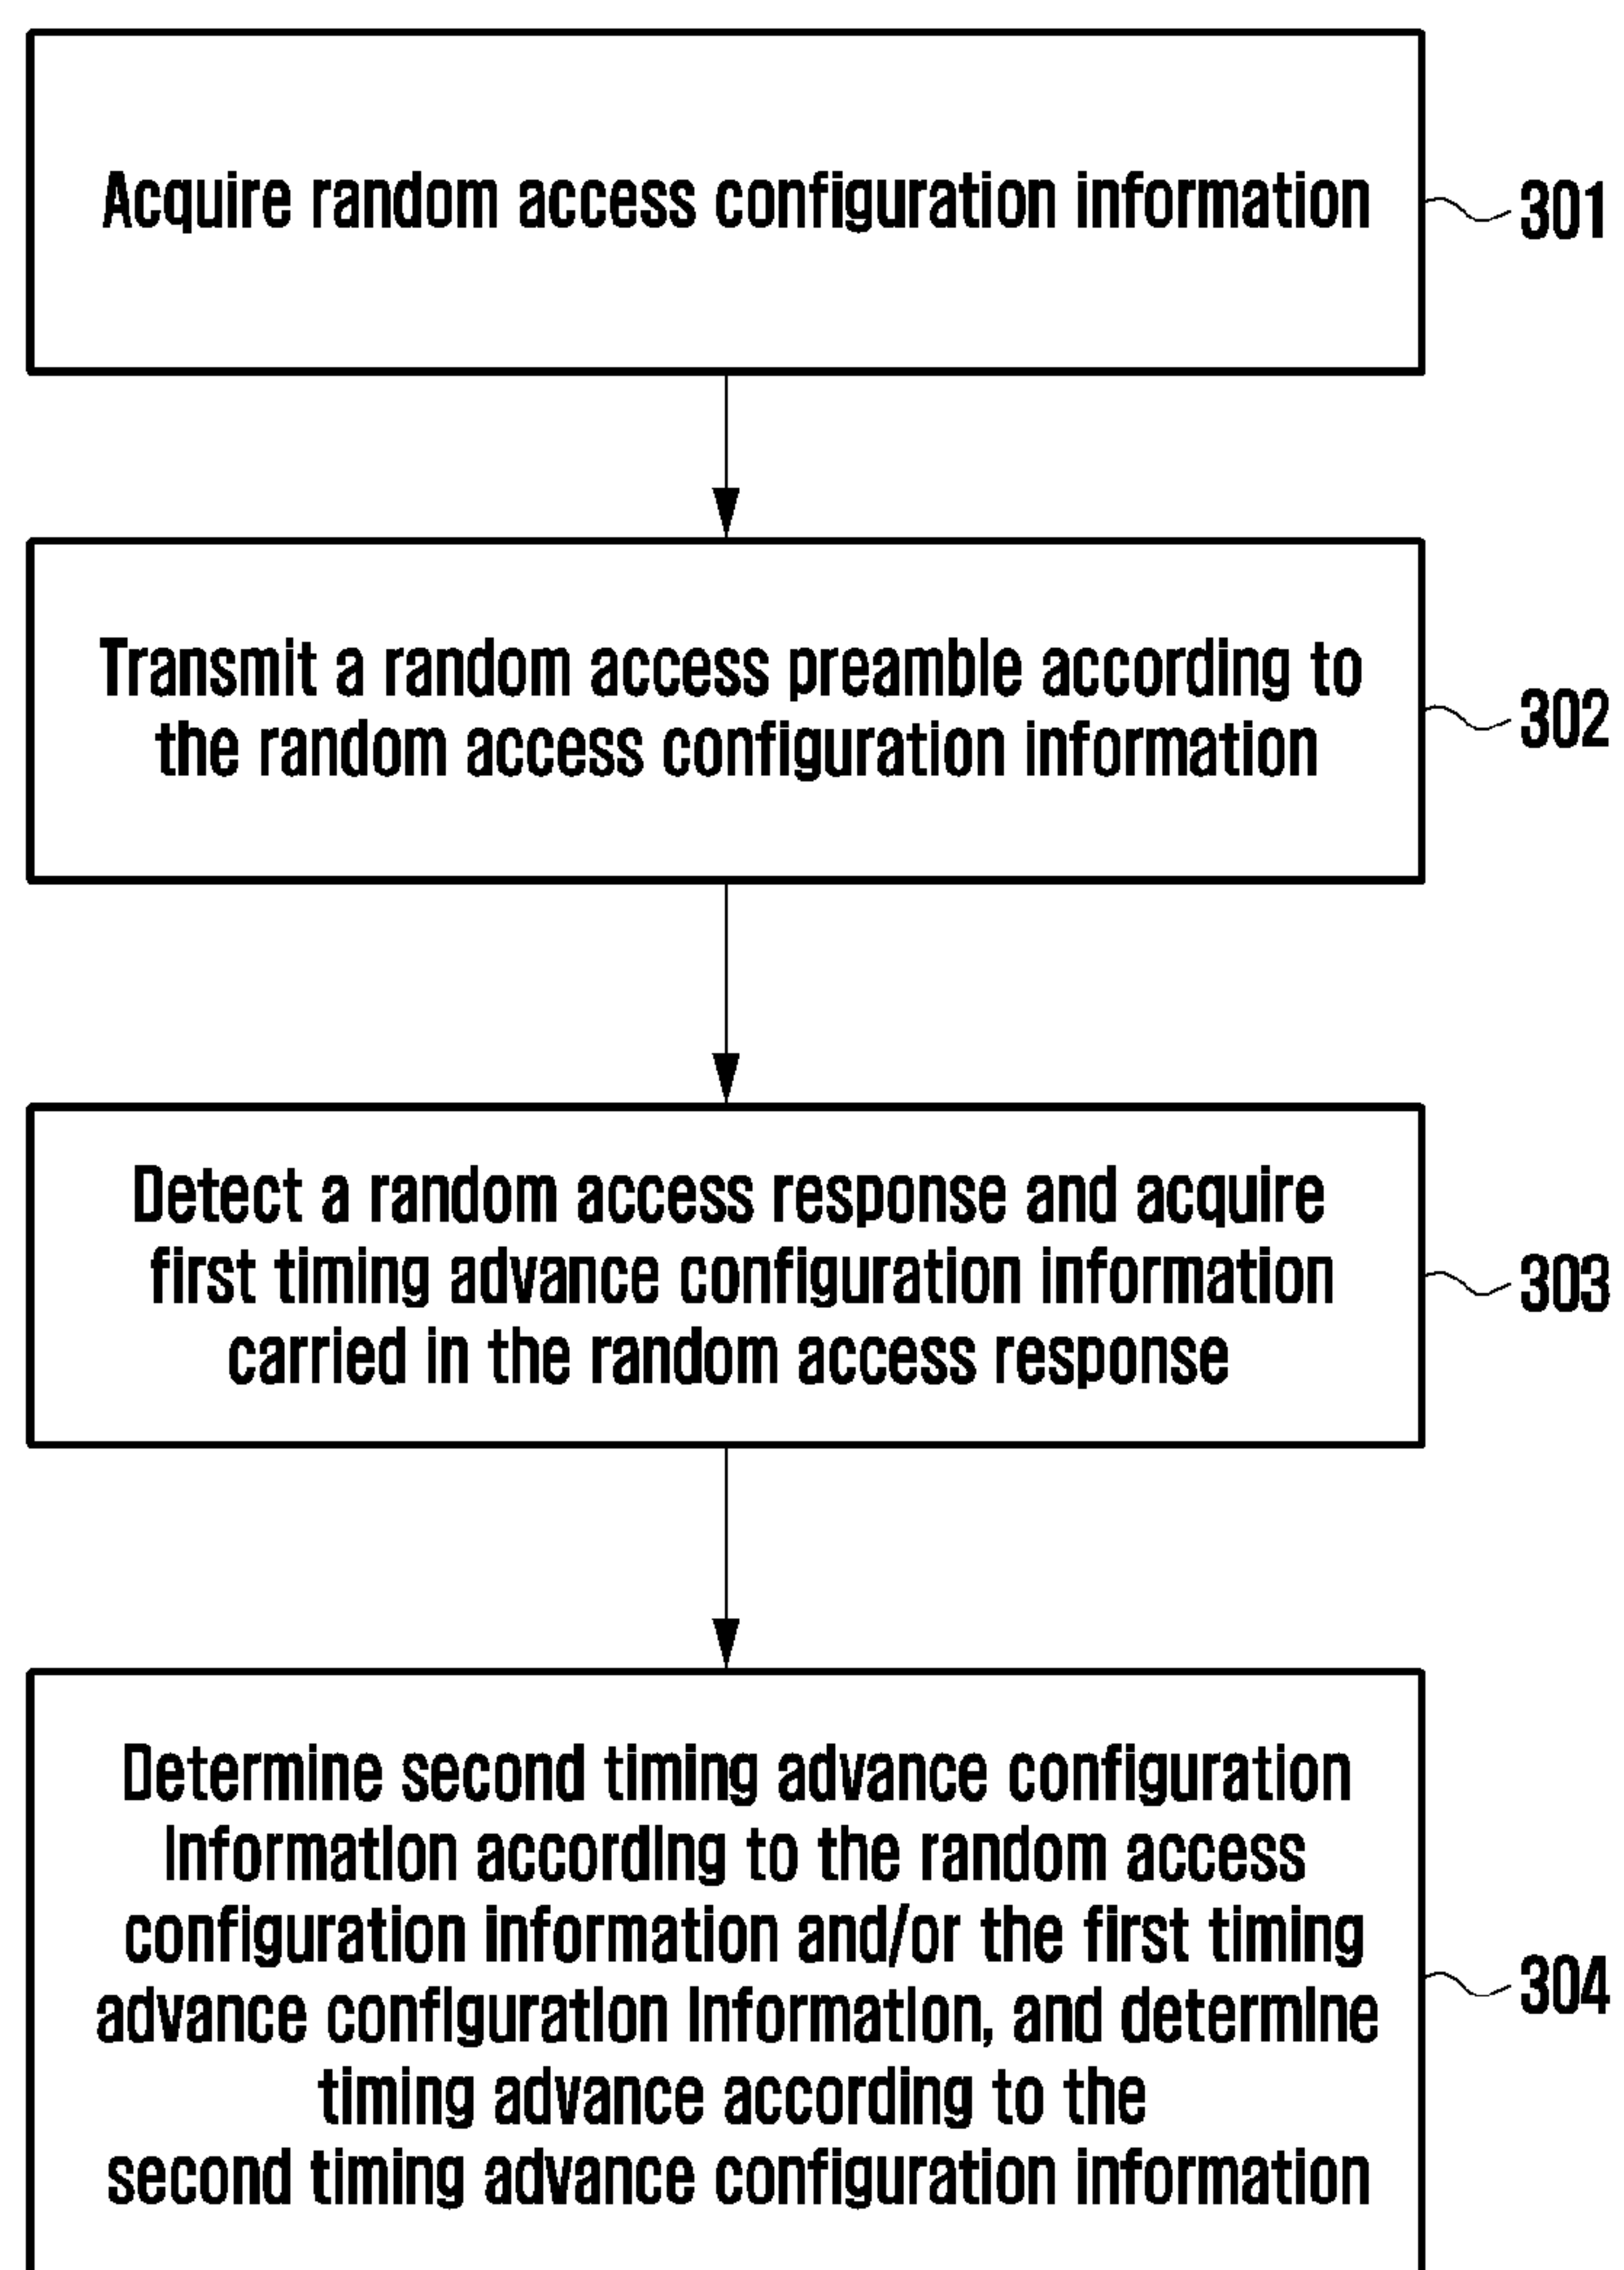 Acquire random access configuration information
301
Transmit a random access preamble according to
the random access configuration information
302
Detect a random access response and acquire
first timing advance configuration information
carried in the random access response
303
Determine second timing advance configuration
information according to the random access
configuration information and/or the first timing
advance configuration information, and determine
timing advance according to the
second timing advance configuration information
304